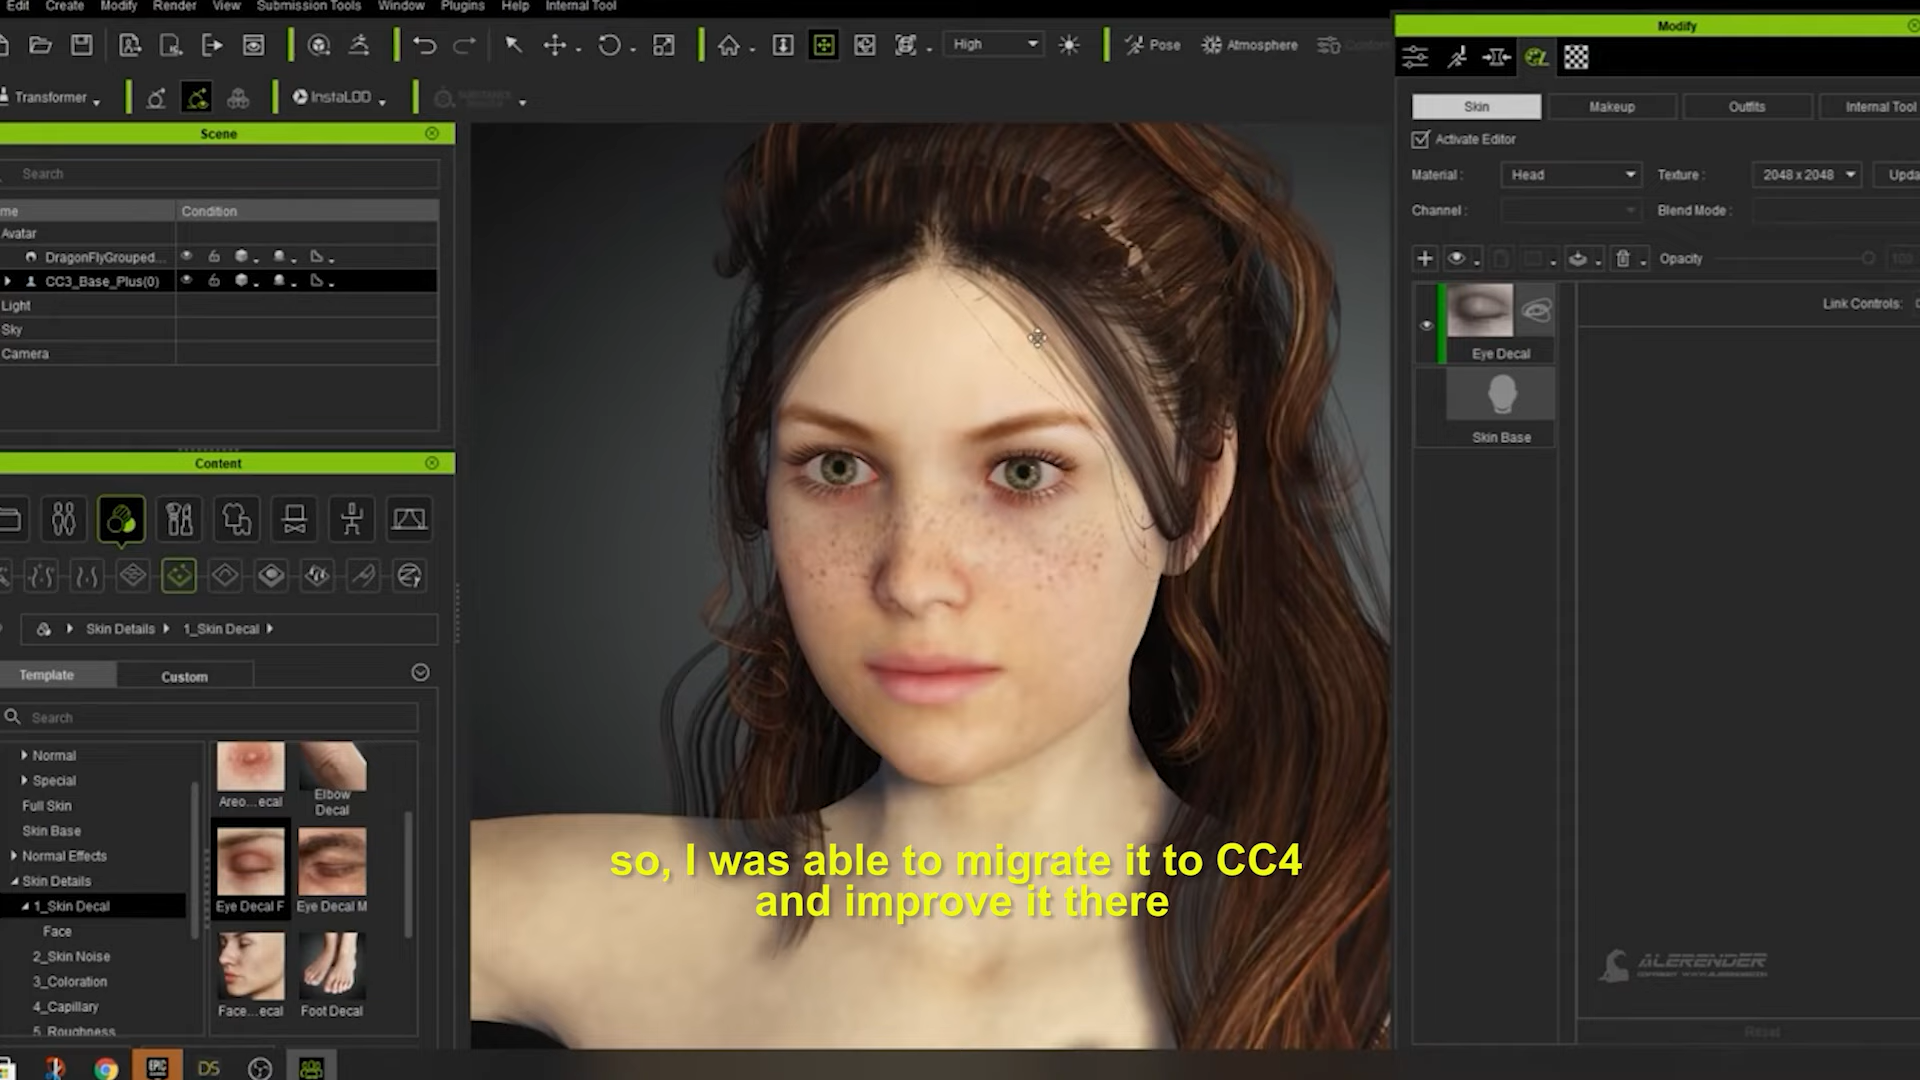 Edit Create Modify Render View Submission Tools Window Plugins Help Internal Tool
High Pose Atmosphere
Transformer InstaLOD
Modify
Skin Makeup Outfits Internal Tool
Activate Editor
Material : Head Texture : 2048 x 2048
Channel : Blend Mode :
Opacity 100
Link Controls:
Eye Decal
Skin Base
Scene
Search
Condition
Avatar
DragonFlyGrouped...
CC3_Base_Plus(0)
Light
Sky
Camera
Content
Skin Details 1_Skin Decal
Template Custom
Search
Normal
Special
Full Skin
Skin Base
Normal Effects
Skin Details
1_Skin Decal
Face
2_Skin Noise
3_Coloration
4_Capillary
5_Roughness
Areo...ecal
Elbow
Decal
Eye Decal F Eye Decal M
Face...ecal Foot Decal
so, I was able to migrate it to CC4
and improve it there
ALERENDER
Reset
EPIC DS